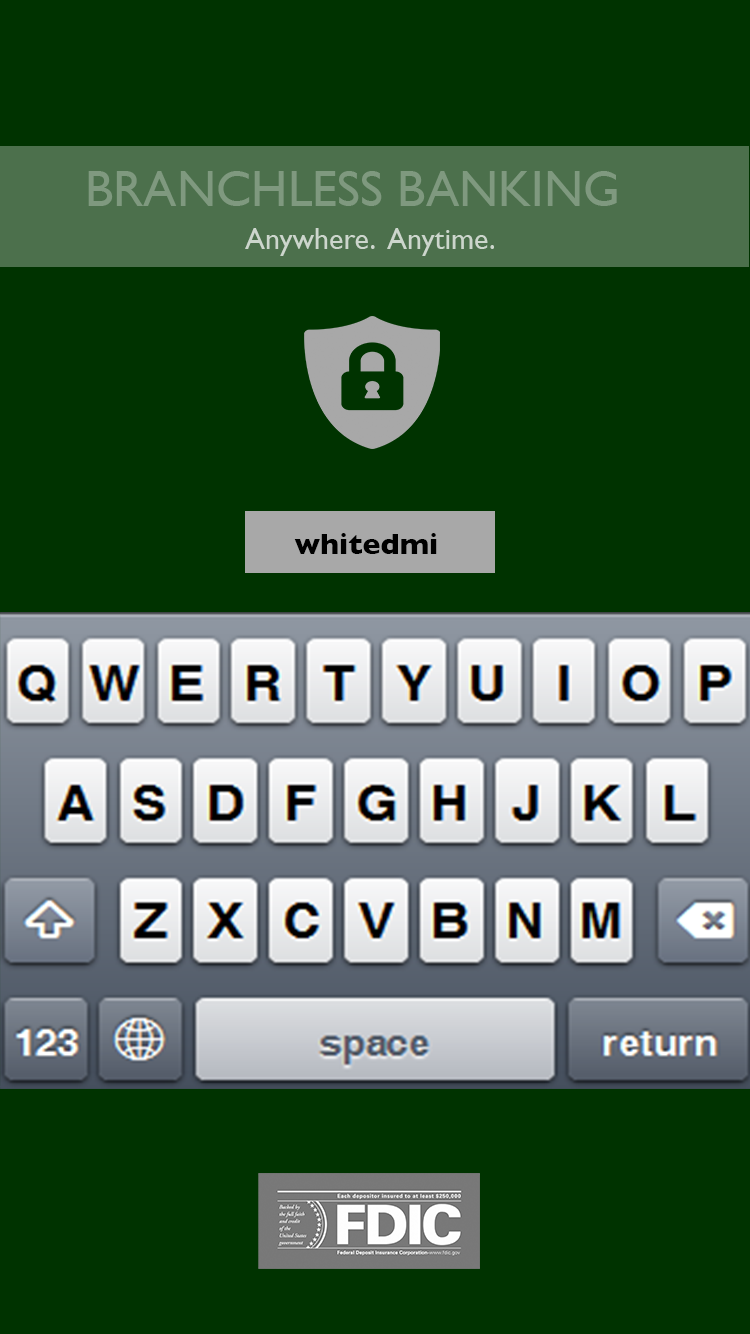 BRANCHLESS BANKING
Anywhere. Anytime.
whitedmi
Q W E R T Y U I O P
A S D F G H J K L
Z X C V B N M
123 space return
Each depositor insured to at least $250,000
Backed by
the full faith
and credit
of the
United States
government
FDIC
Federal Deposit Insurance Corporation • www.fdic.gov